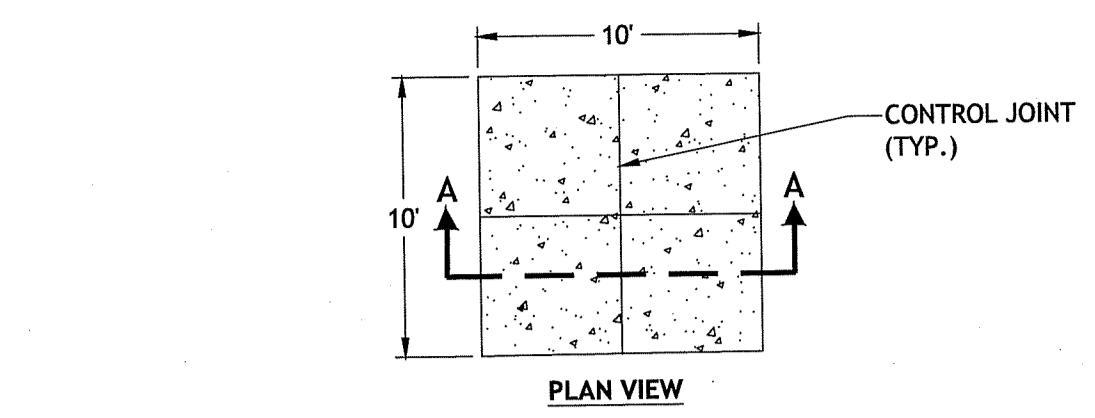 10'
CONTROL JOINT
(TYP.)
A
A
10'
PLAN VIEW